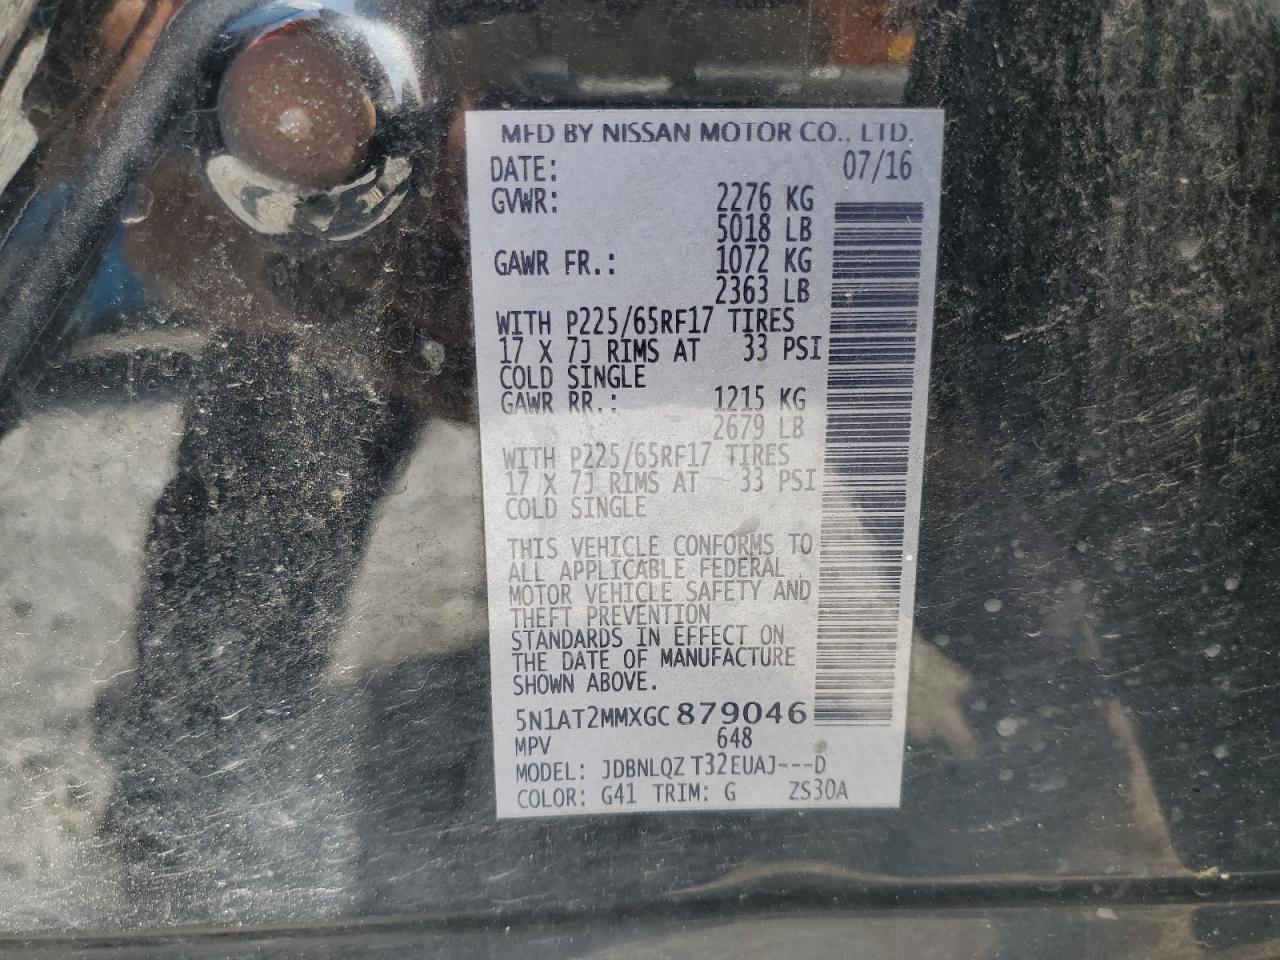 MFD BY NISSAN MOTOR CO., LTD.
DATE: 07/16
GVWR: 2276 KG
5018 LB
GAWR FR.: 1072 KG
2363 LB
WITH P225/65RF17 TIRES
17 X 7J RIMS AT 33 PSI
COLD SINGLE
GAWR RR.: 1215 KG
2679 LB
WITH P225/65RF17 TIRES
17 X 7J RIMS AT 33 PSI
COLD SINGLE
THIS VEHICLE CONFORMS TO
ALL APPLICABLE FEDERAL
MOTOR VEHICLE SAFETY AND
THEFT PREVENTION
STANDARDS IN EFFECT ON
THE DATE OF MANUFACTURE
SHOWN ABOVE.
5N1AT2MMXGC879046
MPV 648
MODEL: JDBNLQZ T32EUAJ---D
COLOR: G41 TRIM: G ZS30A